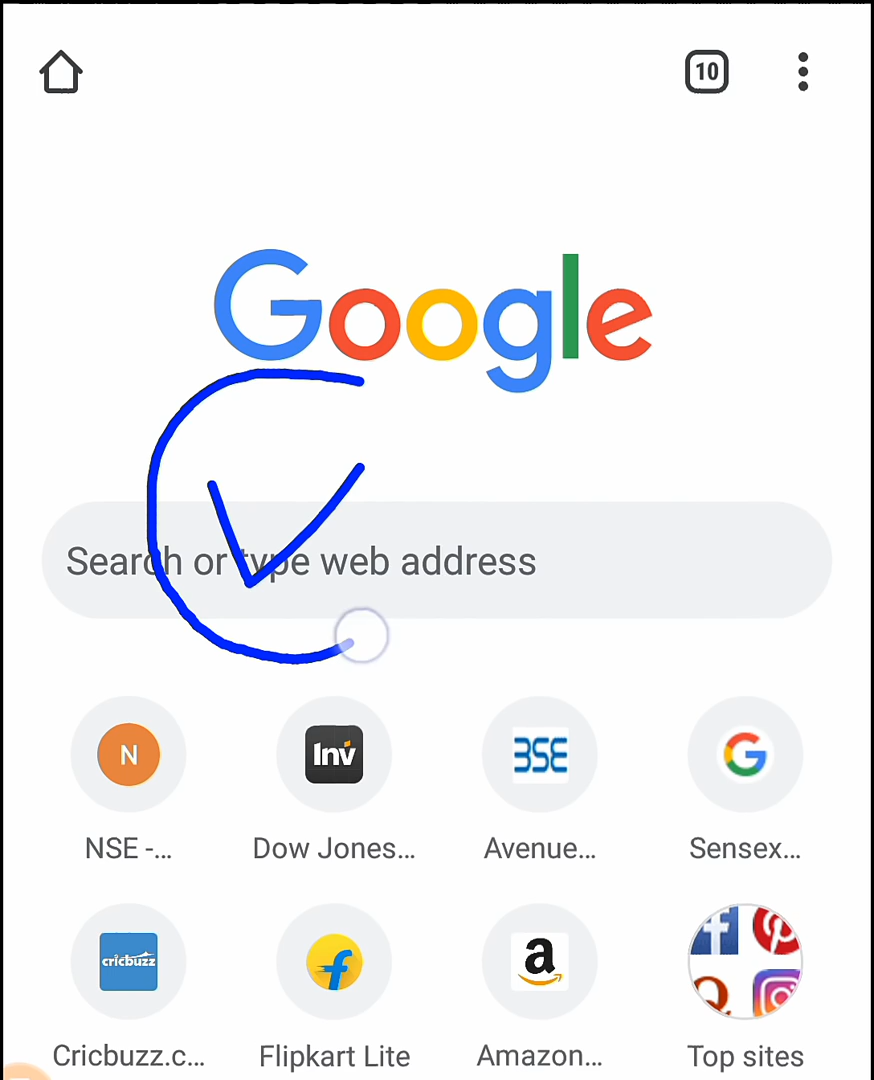 10
Google
Search or type web address
N
Inv
BSE
G
NSE -...
Dow Jones...
Avenue...
Sensex...
cricbuzz
f
a
f
Cricbuzz.c...
Flipkart Lite
Amazon...
Top sites